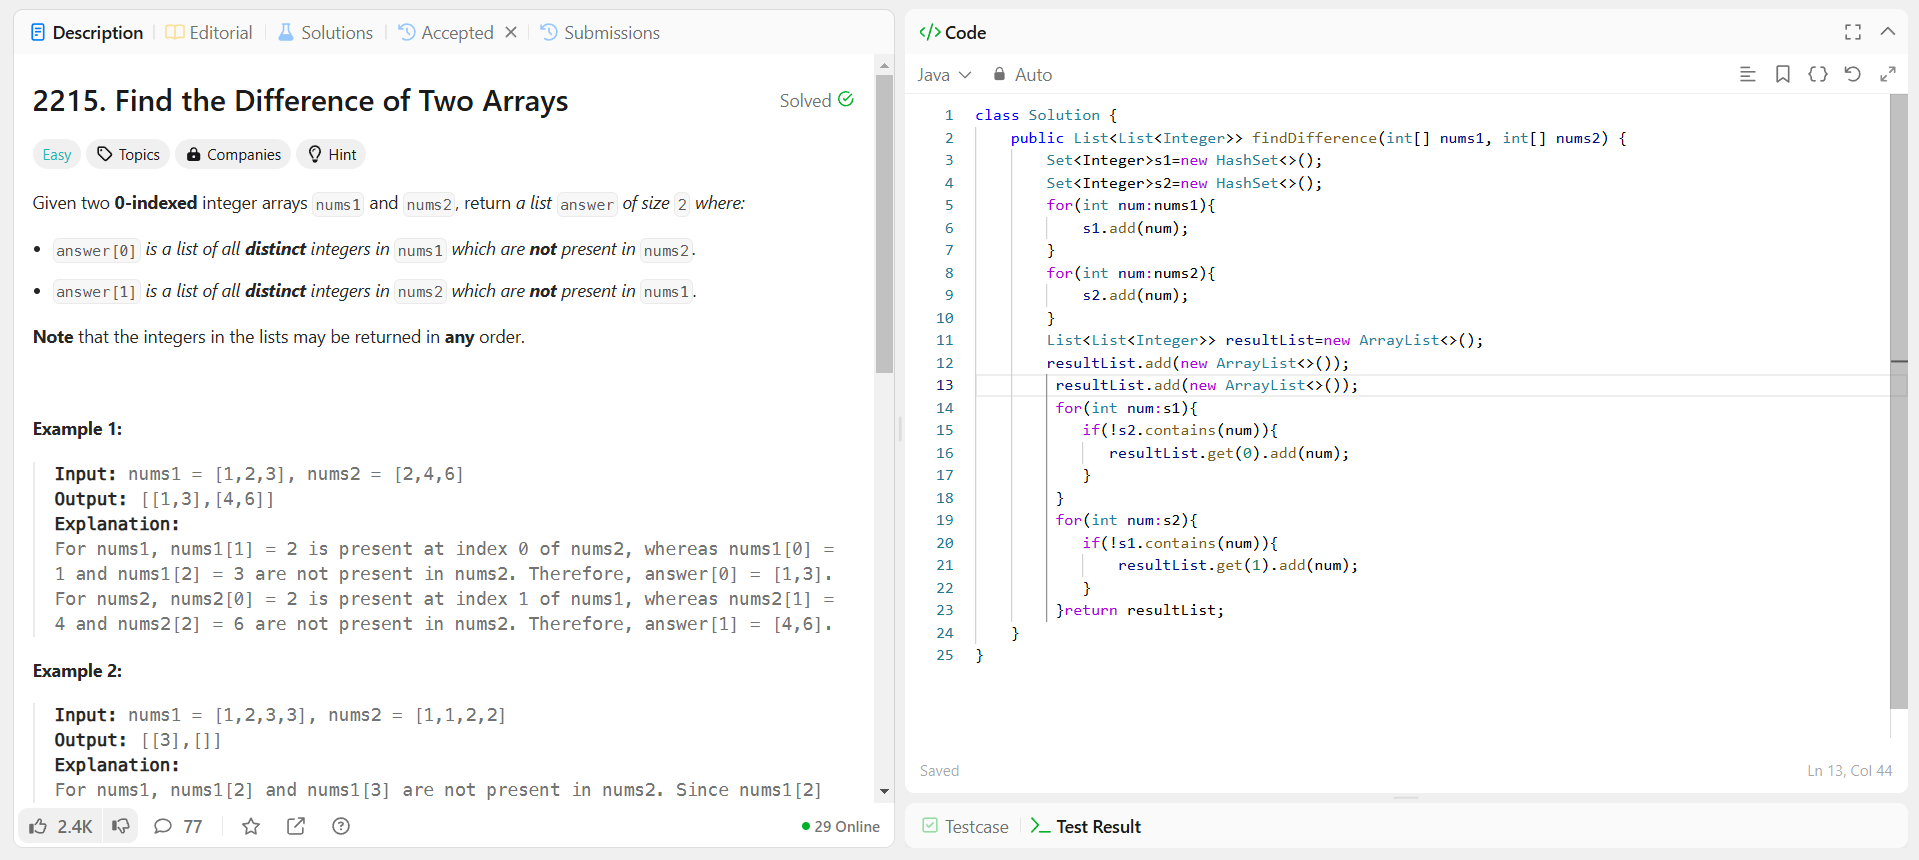 Description Editorial Solutions Accepted Submissions
2215. Find the Difference of Two Arrays
Solved
Easy Topics Companies Hint
Given two 0-indexed integer arrays nums1 and nums2, return a list answer of size 2 where:
• answer[0] is a list of all distinct integers in nums1 which are not present in nums2.
• answer[1] is a list of all distinct integers in nums2 which are not present in nums1.
Note that the integers in the lists may be returned in any order.
Example 1:
Input: nums1 = [1,2,3], nums2 = [2,4,6]
Output: [[1,3],[4,6]]
Explanation:
For nums1, nums1[1] = 2 is present at index 0 of nums2, whereas nums1[0] =
1 and nums1[2] = 3 are not present in nums2. Therefore, answer[0] = [1,3].
For nums2, nums2[0] = 2 is present at index 1 of nums1, whereas nums2[1] =
4 and nums2[2] = 6 are not present in nums2. Therefore, answer[1] = [4,6].
Example 2:
Input: nums1 = [1,2,3,3], nums2 = [1,1,2,2]
Output: [[3],[]]
Explanation:
For nums1, nums1[2] and nums1[3] are not present in nums2. Since nums1[2]
2.4K 77 29 Online
</> Code
Java Auto
1 class Solution {
2 public List<List<Integer>> findDifference(int[] nums1, int[] nums2) {
3 Set<Integer>s1=new HashSet<>();
4 Set<Integer>s2=new HashSet<>();
5 for(int num:nums1){
6 s1.add(num);
7 }
8 for(int num:nums2){
9 s2.add(num);
10 }
11 List<List<Integer>> resultList=new ArrayList<>();
12 resultList.add(new ArrayList<>());
13 resultList.add(new ArrayList<>());
14 for(int num:s1){
15 if(!s2.contains(num)){
16 resultList.get(0).add(num);
17 }
18 }
19 for(int num:s2){
20 if(!s1.contains(num)){
21 resultList.get(1).add(num);
22 }
23 }return resultList;
24 }
25 }
Saved
Ln 13, Col 44
Testcase Test Result